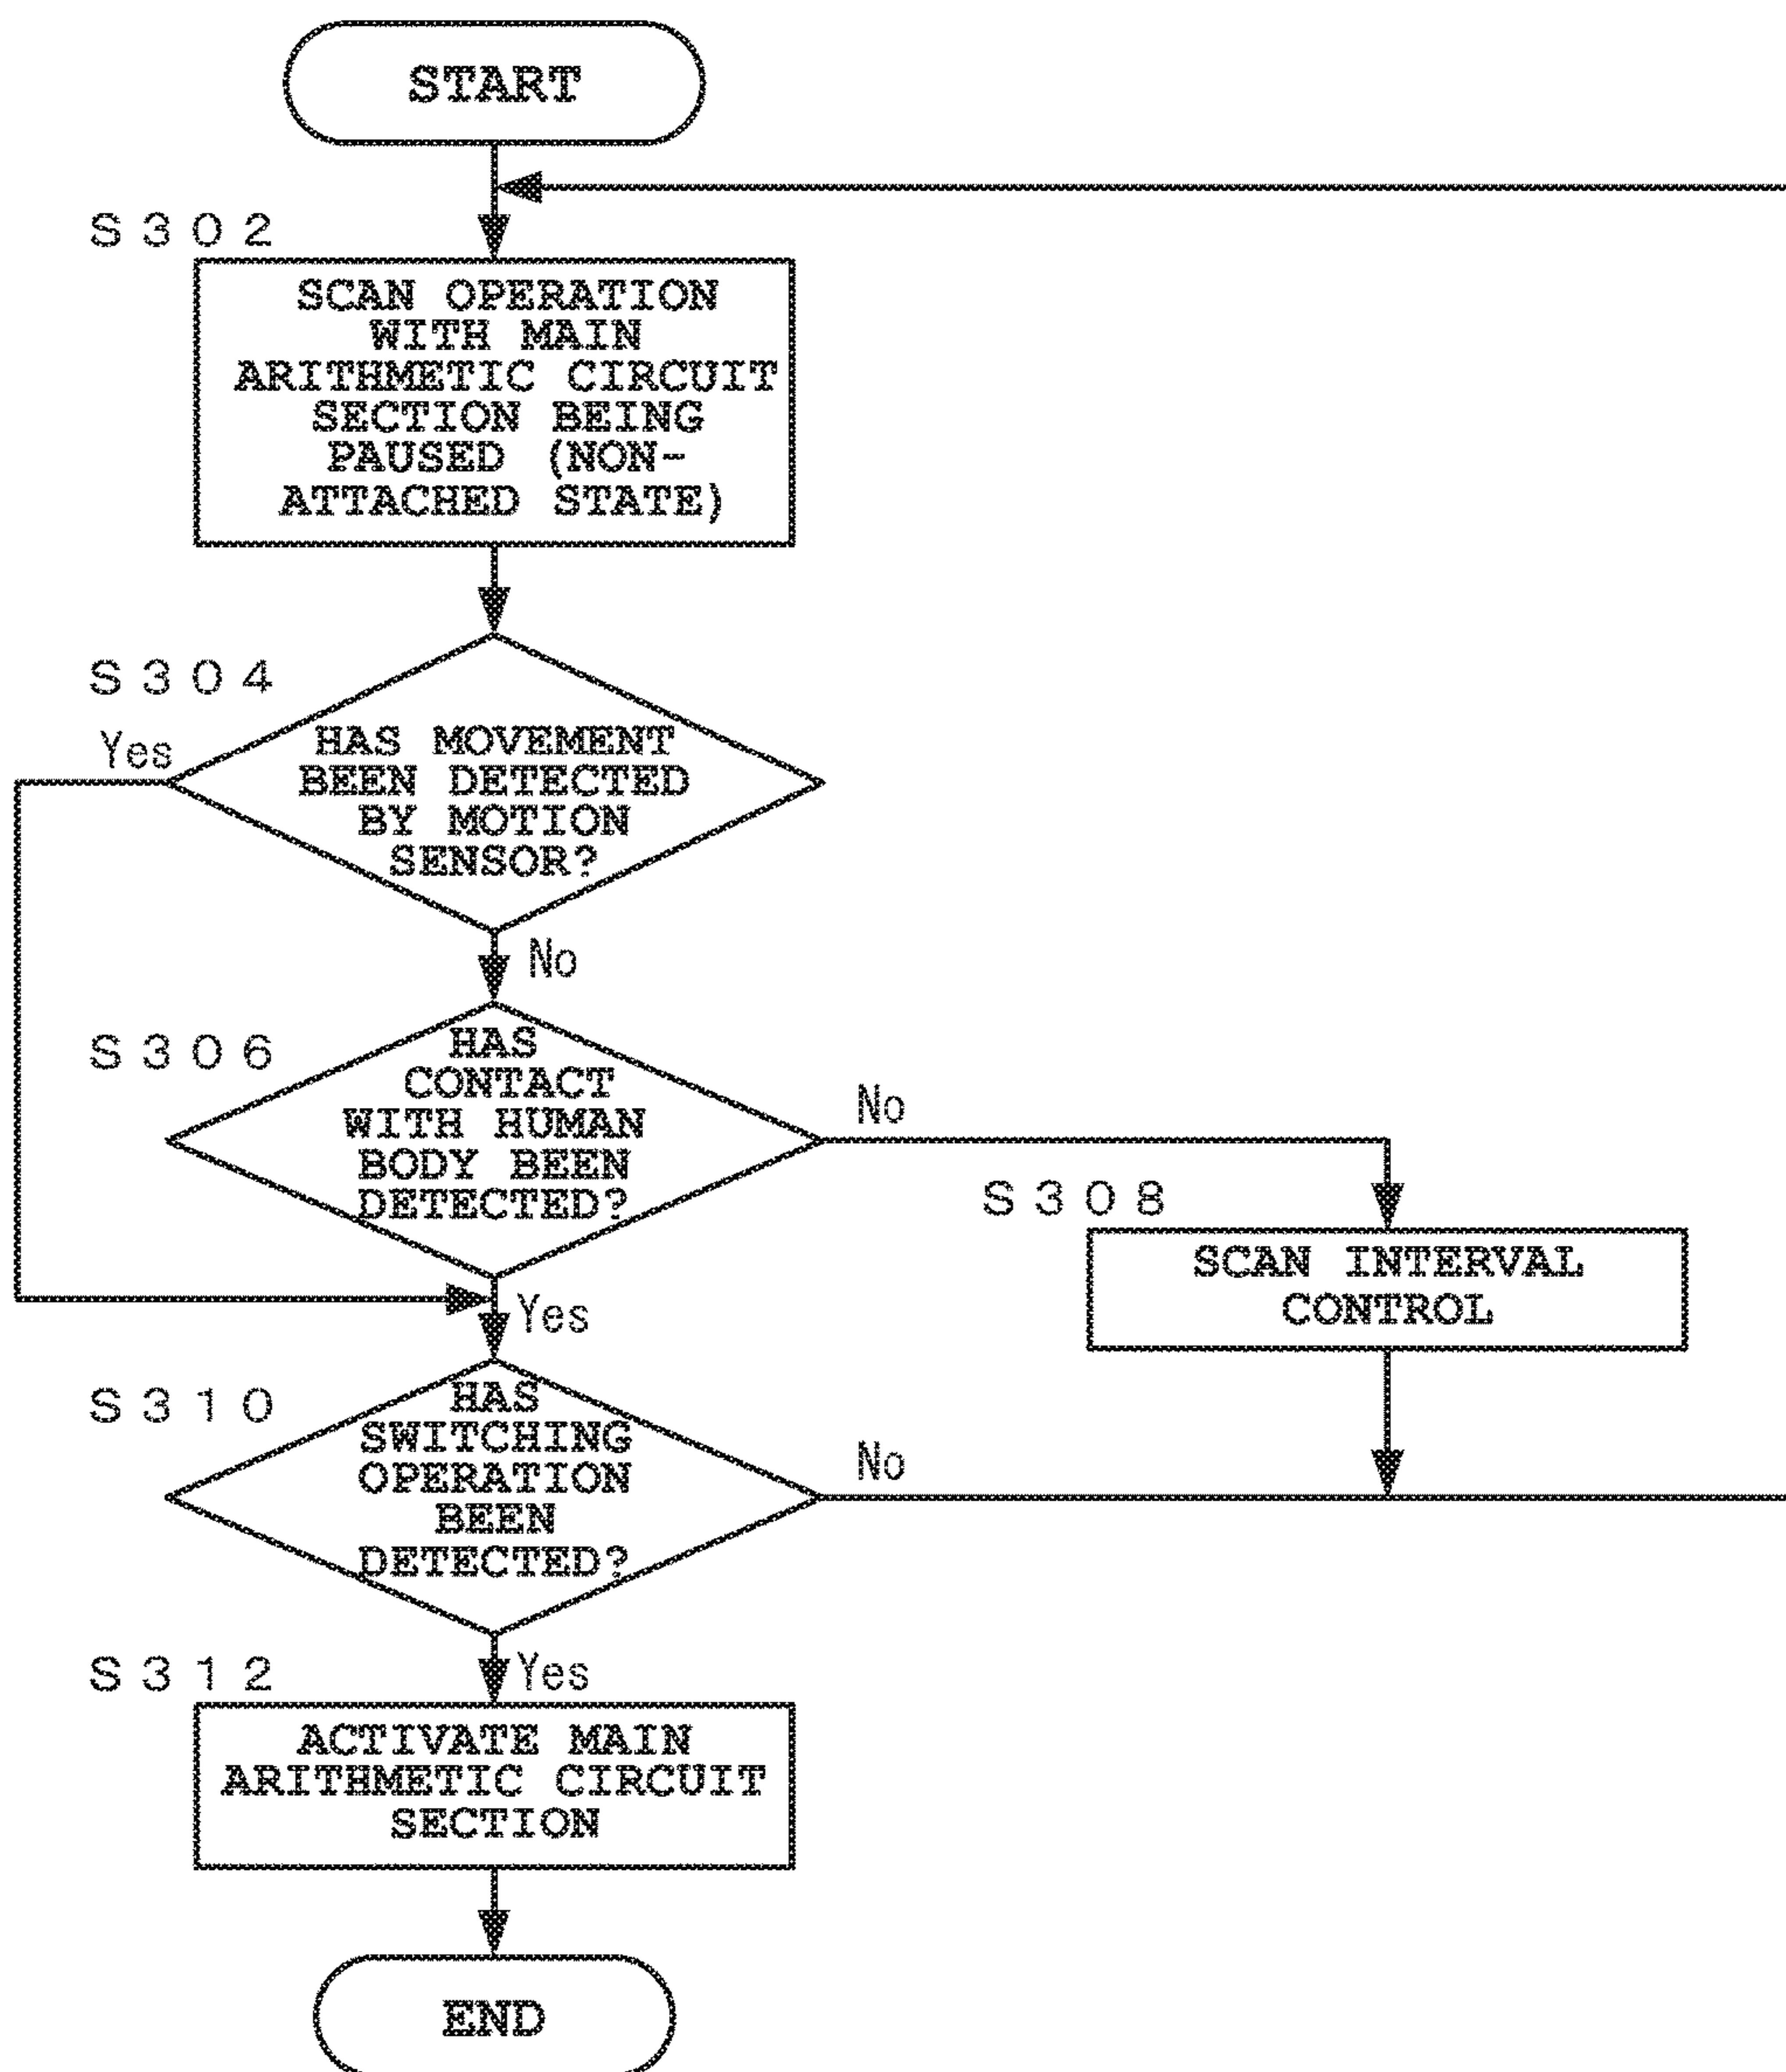 START
S302
SCAN OPERATION
WITH MAIN
ARITHMETIC CIRCUIT
SECTION BEING
PAUSED (NON-
ATTACHED STATE)
S304
Yes
HAS MOVEMENT
BEEN DETECTED
BY MOTION
SENSOR?
No
S306
HAS
CONTACT
WITH HUMAN
BODY BEEN
DETECTED?
No
S308
SCAN INTERVAL
CONTROL
Yes
S310
HAS
SWITCHING
OPERATION
BEEN
DETECTED?
No
Yes
S312
ACTIVATE MAIN
ARITHMETIC CIRCUIT
SECTION
END